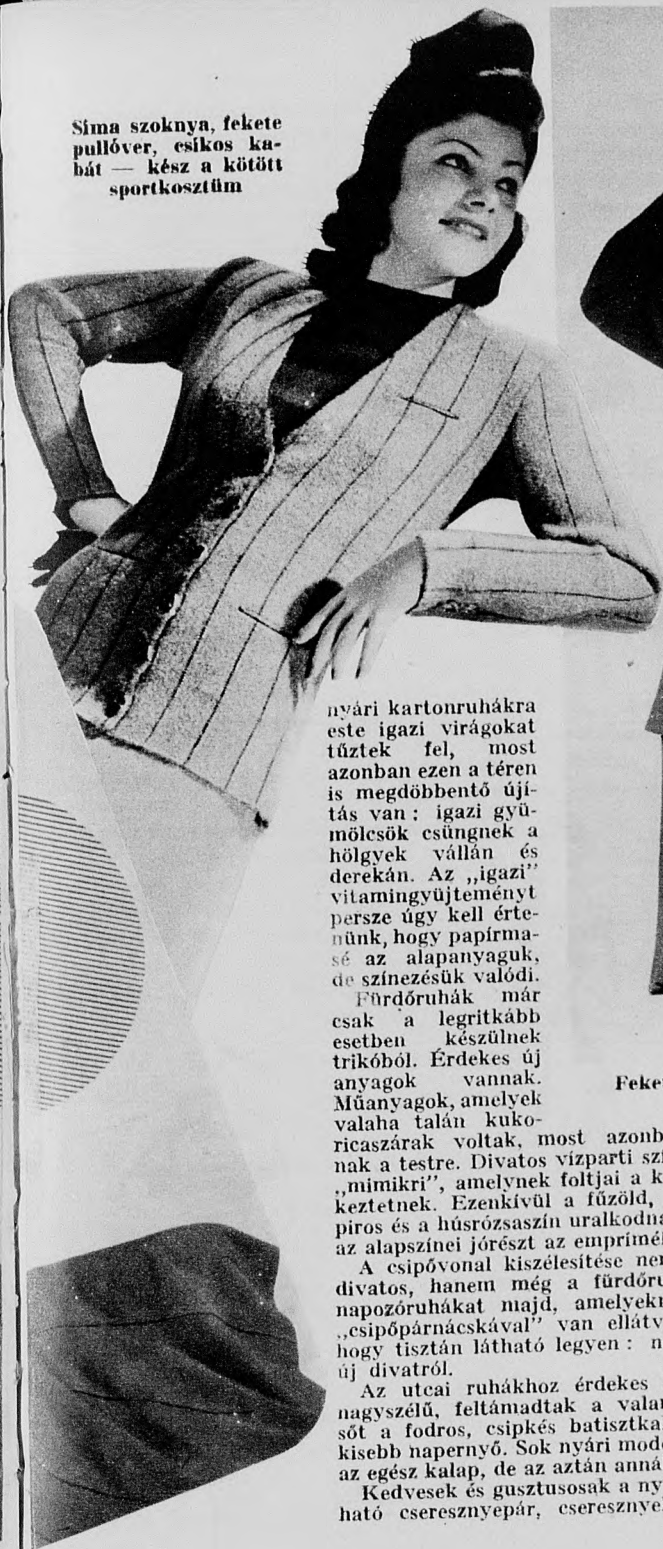 Sima szoknya, fekete
pullóver, csíkos ka-
bát — kész a kötött
sportkosztüm
nyári kartonruhákra
este igazi virágokat
tűztek fel, most
azonban ezen a téren
is megdöbbentő újí-
tás van : igazi gyü-
mölcsök csüngnek a
hölgyek vállán és
derekán. Az „igazi”
vitamingyüjteményt
persze úgy kell érte-
nünk, hogy papírma-
sé az alapanyaguk,
de színezésük valódi.
Fürdőruhák már
csak a legritkább
esetben készülnek
trikóból. Érdekes új
anyagok vannak.
Műanyagok, amelyek
valaha talán kuko-
ricaszárak voltak, most azonb
nak a testre. Divatos vízparti szí
„mimikri”, amelynek foltjai a k
keztetnek. Ezenkívül a fűzöld,
piros és a húsrózsaszín uralkodna
az alapszínei jórészt az emprimé
A csipővonal kiszélesítése ner
divatos, hanem még a fürdőru
napozóruhákat majd, amelyekn
„csipőpárnácskával” van ellátv
hogy tisztán látható legyen : n
új divatról.
Az utcai ruhákhoz érdekes
nagyszélű, feltámadtak a valar
sőt a fodros, csipkés batisztka
kisebb napernyő. Sok nyári mode
az egész kalap, de az aztán anná
Kedvesek és gusztusosak a ny
ható cseresznyepár, cseresznye
Feke